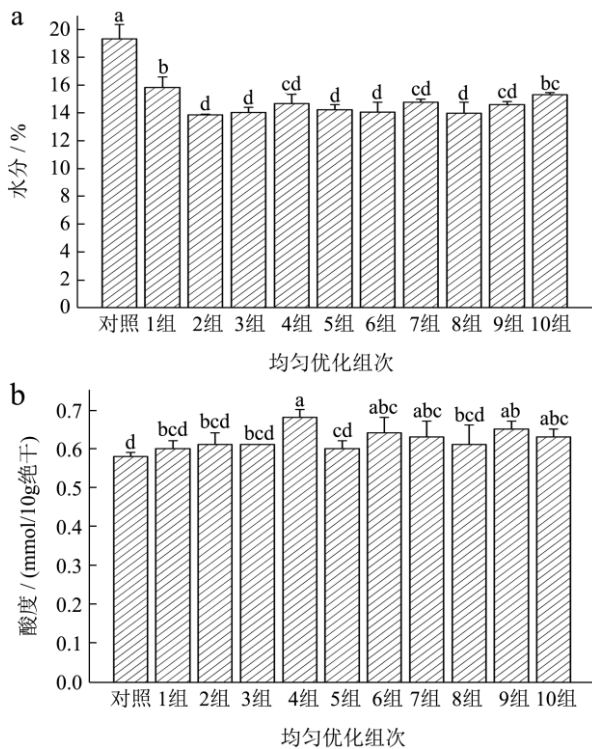 a
a
b
d
d
cd
d
d
cd
d
cd
bc
20
18
16
14
12
10
8
6
4
2
0
水分 / %
对照 1组 2组 3组 4组 5组 6组 7组 8组 9组 10组
均匀优化组次
b
d
bcd
bcd
bcd
a
cd
abc
abc
bcd
ab
abc
0.7
0.6
0.5
0.4
0.3
0.2
0.1
0.0
酸度 / (mmol/10g绝干)
对照 1组 2组 3组 4组 5组 6组 7组 8组 9组 10组
均匀优化组次